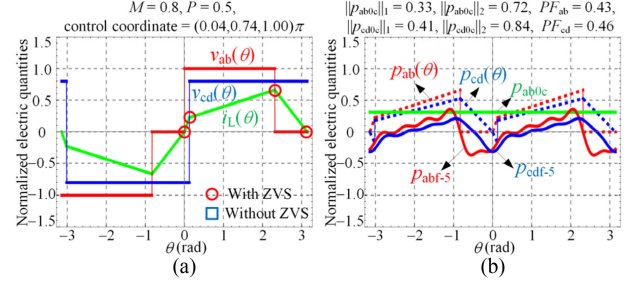 M = 0.8, P = 0.5,
control coordinate = (0.04,0.74,1.00)π
Normalized electric quantities
1.5
1.0
0.5
0
−0.5
−1.0
−1.5
v_ab(θ)
v_cd(θ)
i_L(θ)
With ZVS
Without ZVS
-3 -2 -1 0 1 2 3
θ(rad)
(a)
||p_ab0c||_1 = 0.33, ||p_ab0c||_2 = 0.72, PF_ab = 0.43,
||p_cd0c||_1 = 0.41, ||p_cd0c||_2 = 0.84, PF_cd = 0.46
Normalized electric quantities
1.5
1.0
0.5
0
−0.5
−1.0
−1.5
p_ab(θ) p_cd(θ) p_ab0c
p_abf-5 p_cdf-5
-3 -2 -1 0 1 2 3
θ(rad)
(b)